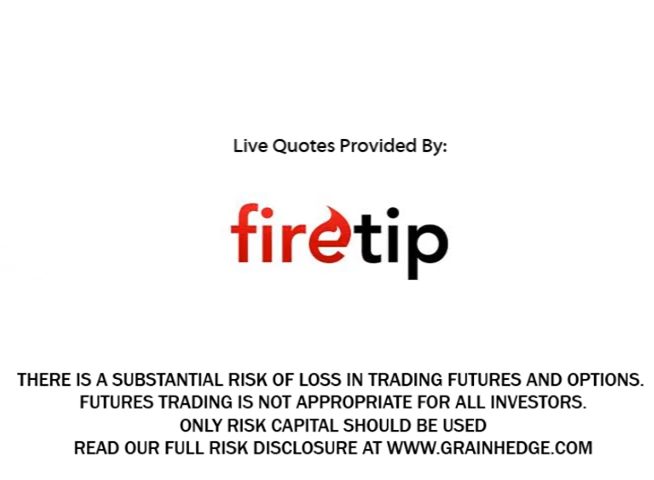 Live Quotes Provided By:
firetip
THERE IS A SUBSTANTIAL RISK OF LOSS IN TRADING FUTURES AND OPTIONS.
FUTURES TRADING IS NOT APPROPRIATE FOR ALL INVESTORS.
ONLY RISK CAPITAL SHOULD BE USED
READ OUR FULL RISK DISCLOSURE AT WWW.GRAINHEDGE.COM